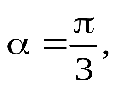 α = π/3,